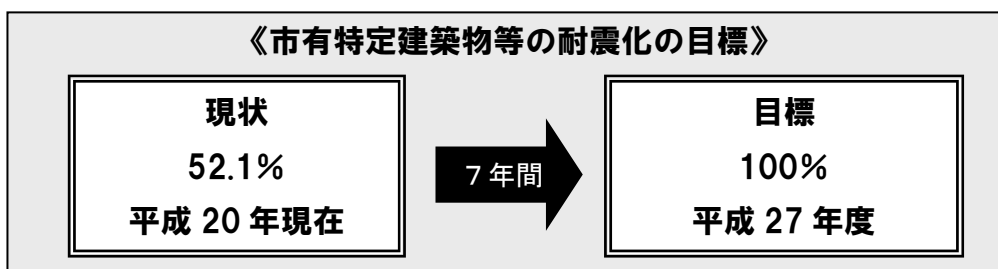 《市有特定建築物等の耐震化の目標》
現状
52.1%
平成 20 年現在
7 年間
目標
100%
平成 27 年度